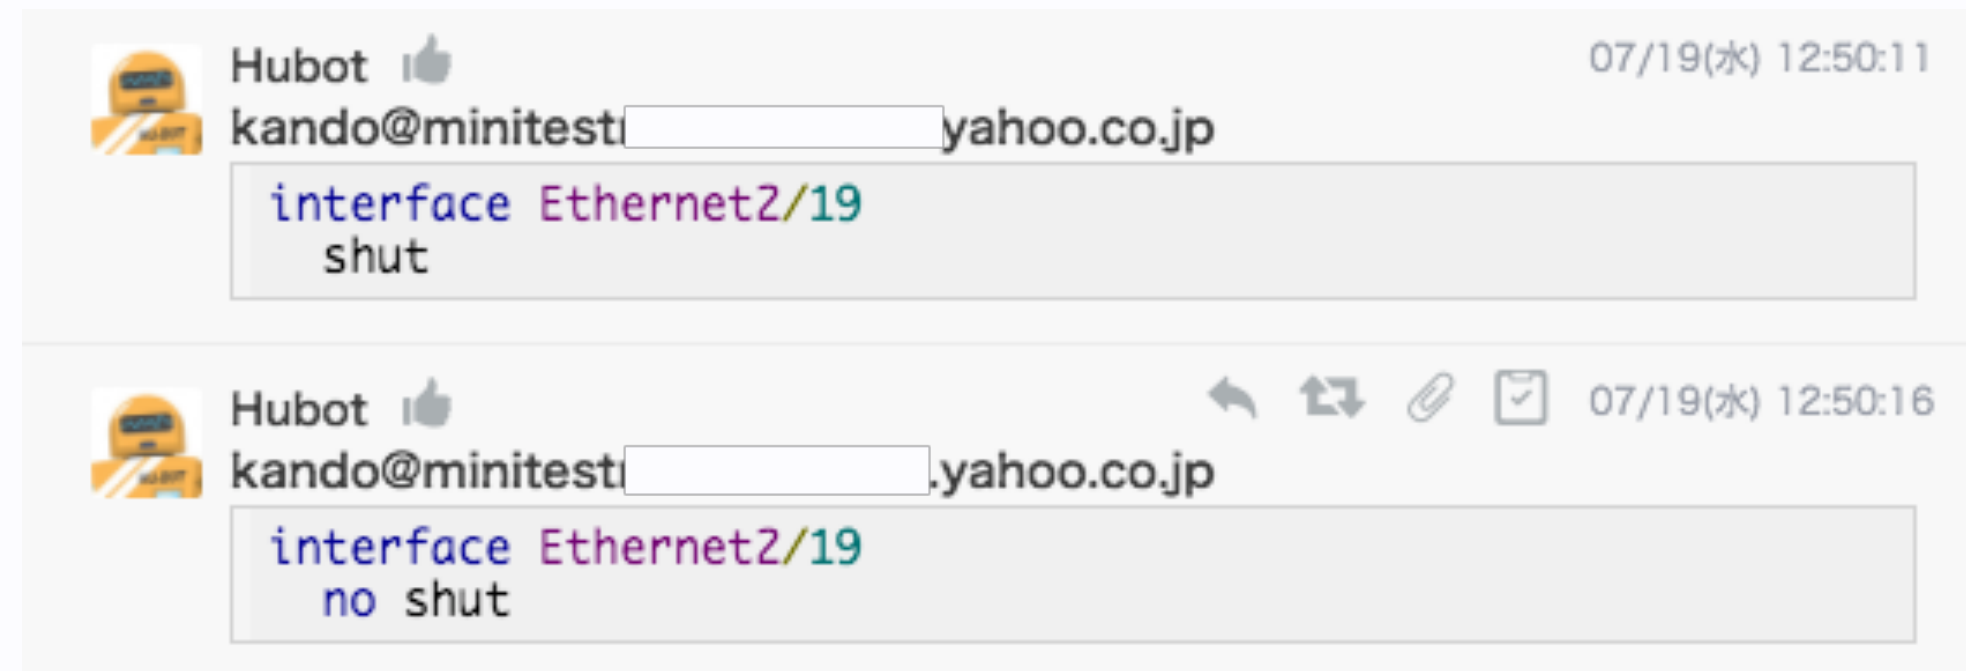 Hubot
07/19(水) 12:50:11
kando@minitest yahoo.co.jp
interface Ethernet2/19
shut
Hubot
07/19(水) 12:50:16
kando@minitest .yahoo.co.jp
interface Ethernet2/19
no shut